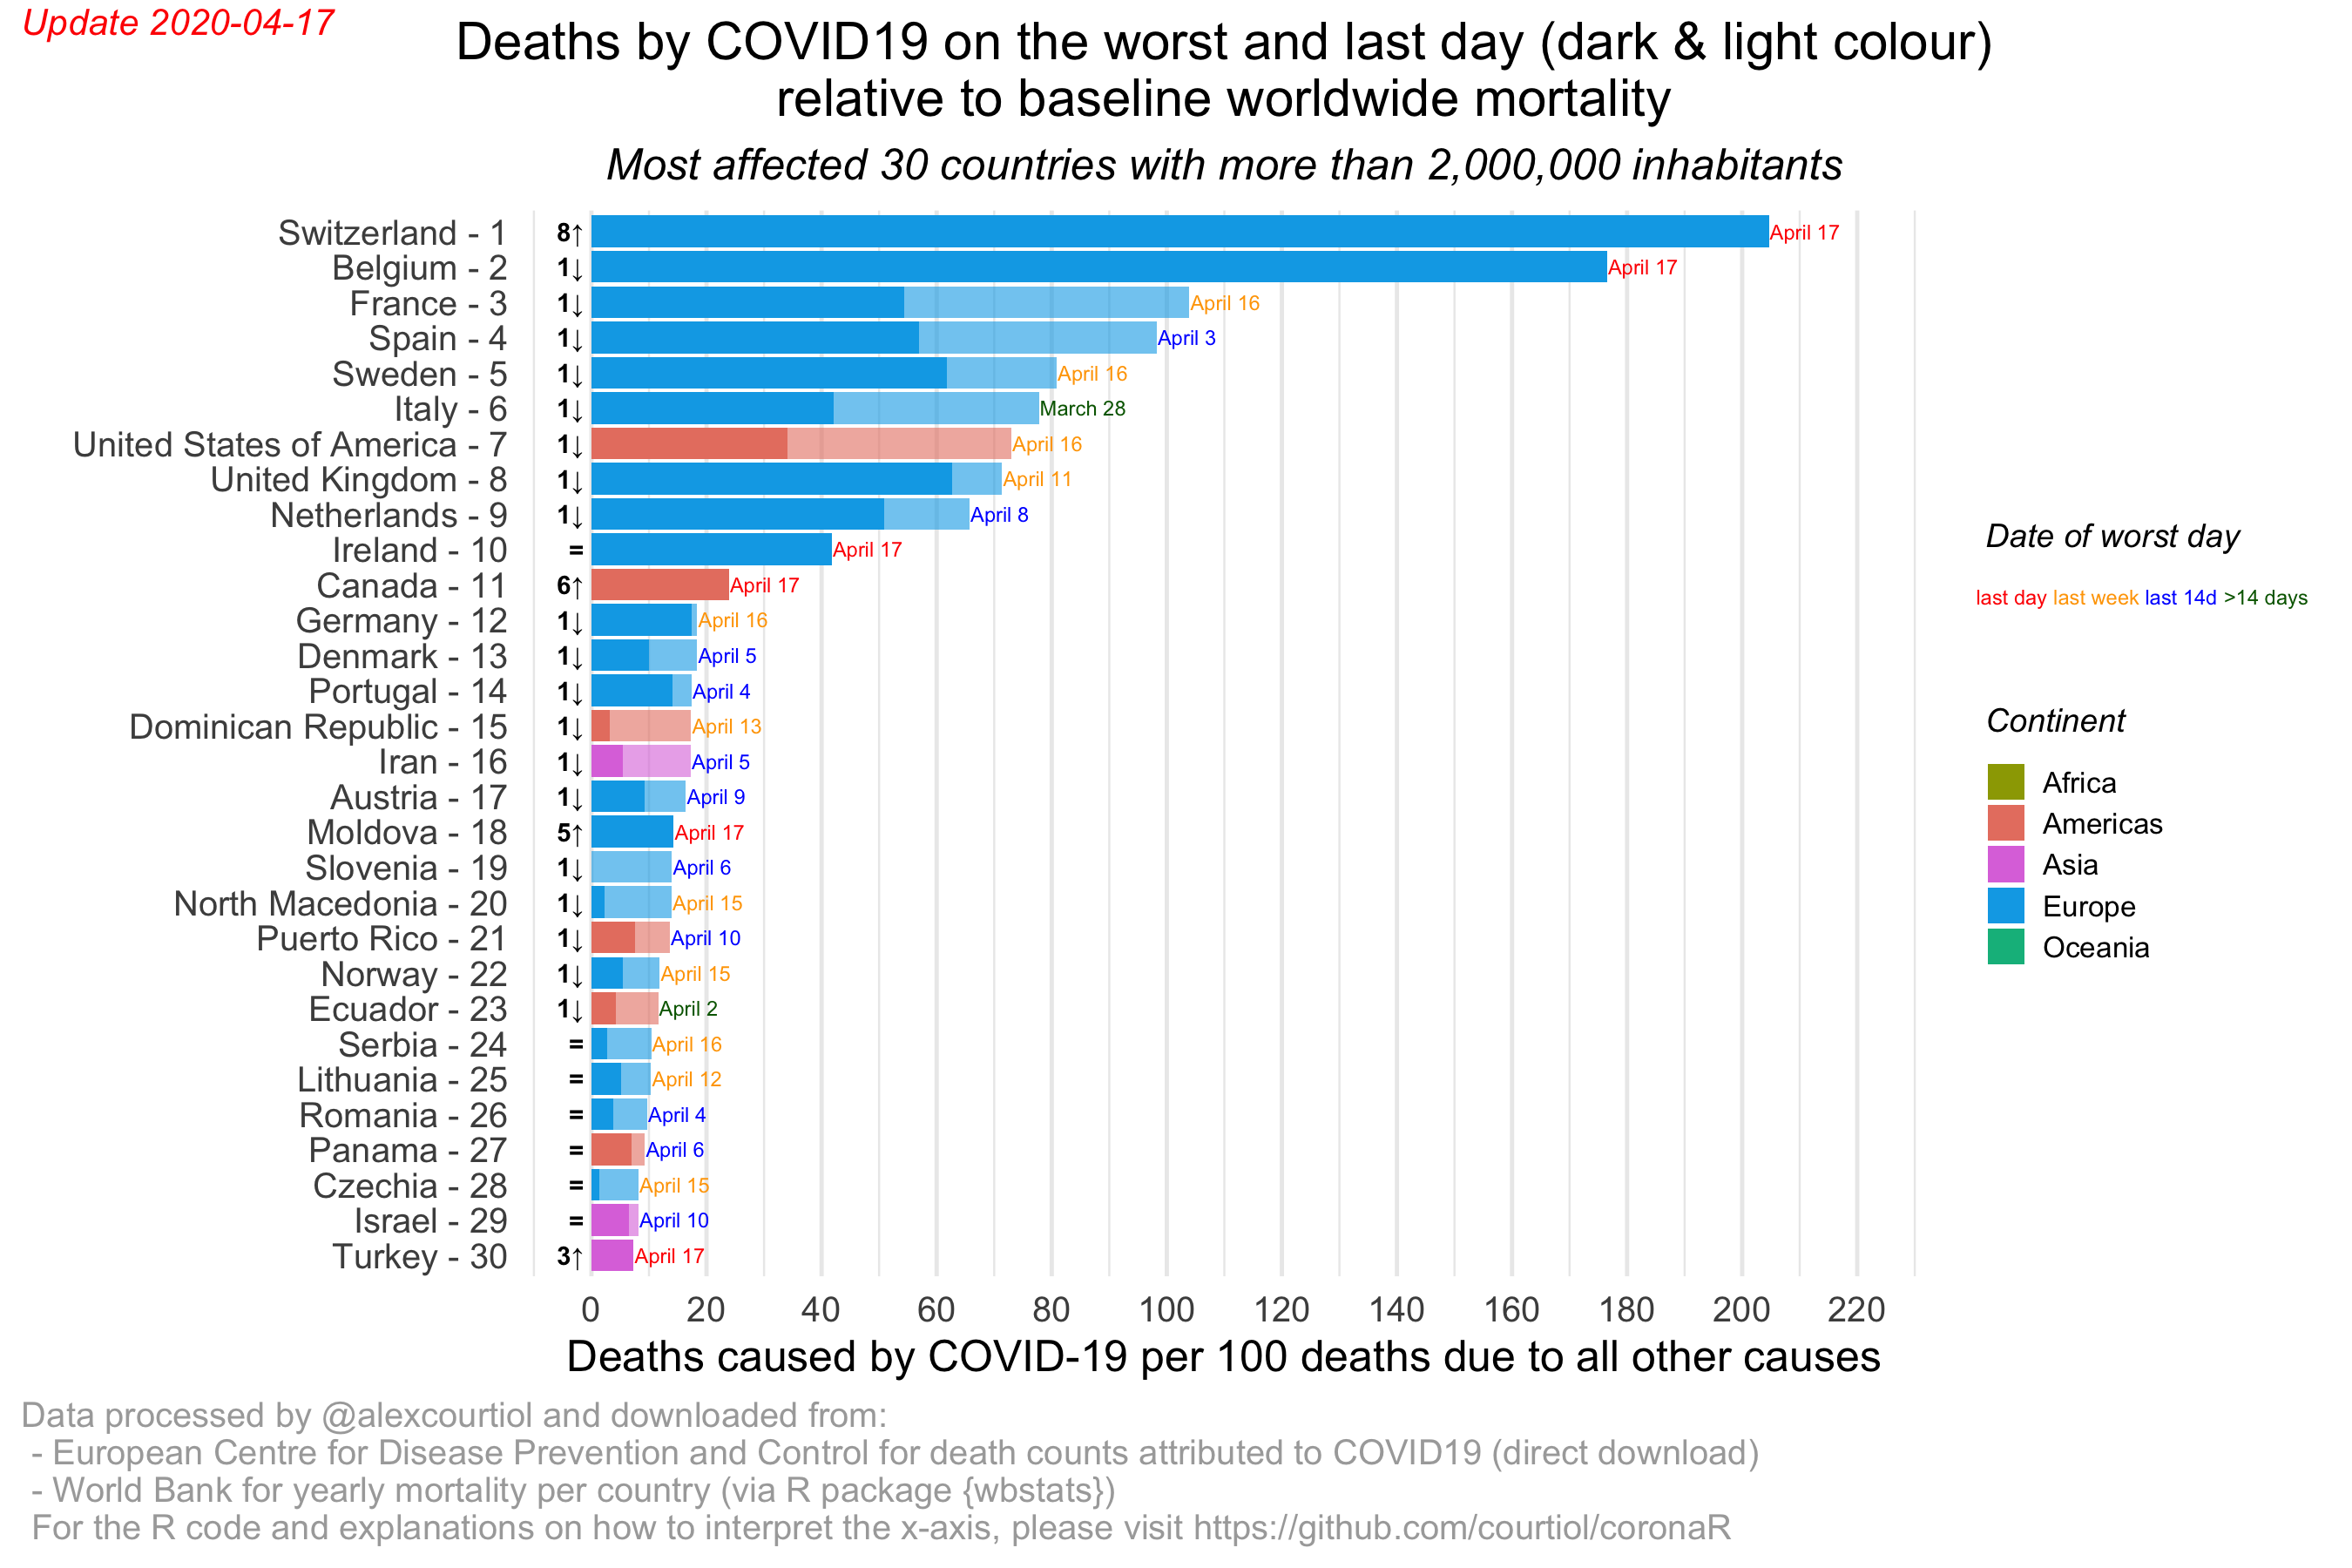 Update 2020-04-17
Deaths by COVID19 on the worst and last day (dark & light colour)
relative to baseline worldwide mortality
Most affected 30 countries with more than 2,000,000 inhabitants
Switzerland - 1 8↑ April 17
Belgium - 2 1↓ April 17
France - 3 1↓ April 16
Spain - 4 1↓ April 3
Sweden - 5 1↓ April 16
Italy - 6 1↓ March 28
United States of America - 7 1↓ April 16
United Kingdom - 8 1↓ April 11
Netherlands - 9 1↓ April 8
Ireland - 10 = April 17
Canada - 11 6↑ April 17
Germany - 12 1↓ April 16
Denmark - 13 1↓ April 5
Portugal - 14 1↓ April 4
Dominican Republic - 15 1↓ April 13
Iran - 16 1↓ April 5
Austria - 17 1↓ April 9
Moldova - 18 5↑ April 17
Slovenia - 19 1↓ April 6
North Macedonia - 20 1↓ April 15
Puerto Rico - 21 1↓ April 10
Norway - 22 1↓ April 15
Ecuador - 23 1↓ April 2
Serbia - 24 = April 16
Lithuania - 25 = April 12
Romania - 26 = April 4
Panama - 27 = April 6
Czechia - 28 = April 15
Israel - 29 = April 10
Turkey - 30 3↑ April 17
0 20 40 60 80 100 120 140 160 180 200 220
Deaths caused by COVID-19 per 100 deaths due to all other causes
Date of worst day
last day last week last 14d >14 days
Continent
Africa
Americas
Asia
Europe
Oceania
Data processed by @alexcourtiol and downloaded from:
- European Centre for Disease Prevention and Control for death counts attributed to COVID19 (direct download)
- World Bank for yearly mortality per country (via R package {wbstats})
For the R code and explanations on how to interpret the x-axis, please visit https://github.com/courtiol/coronaR